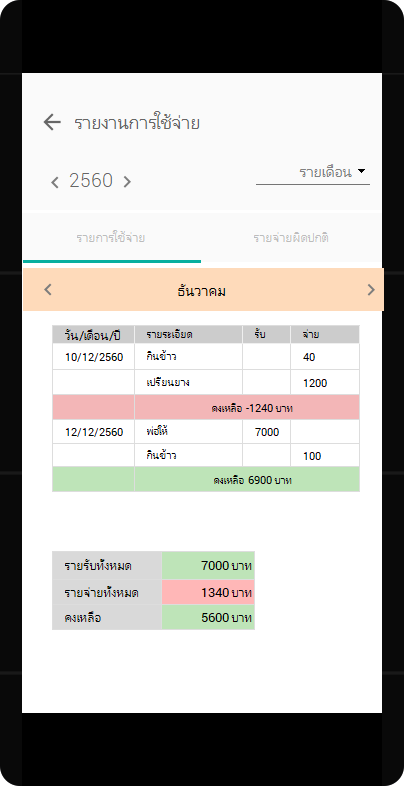 รายงานการใช้จ่าย
2560
รายเดือน
รายการใช้จ่าย รายจ่ายผิดปกติ
ธันวาคม
วัน/เดือน/ปี รายระเอียด รับ จ่าย
10/12/2560 กินข้าว 40
เปรียนยาง 1200
คงเหลือ -1240 บาท
12/12/2560 พ่อให้ 7000
กินข้าว 100
คงเหลือ 6900 บาท
รายรับทั้งหมด 7000 บาท
รายจ่ายทั้งหมด 1340 บาท
คงเหลือ 5600 บาท